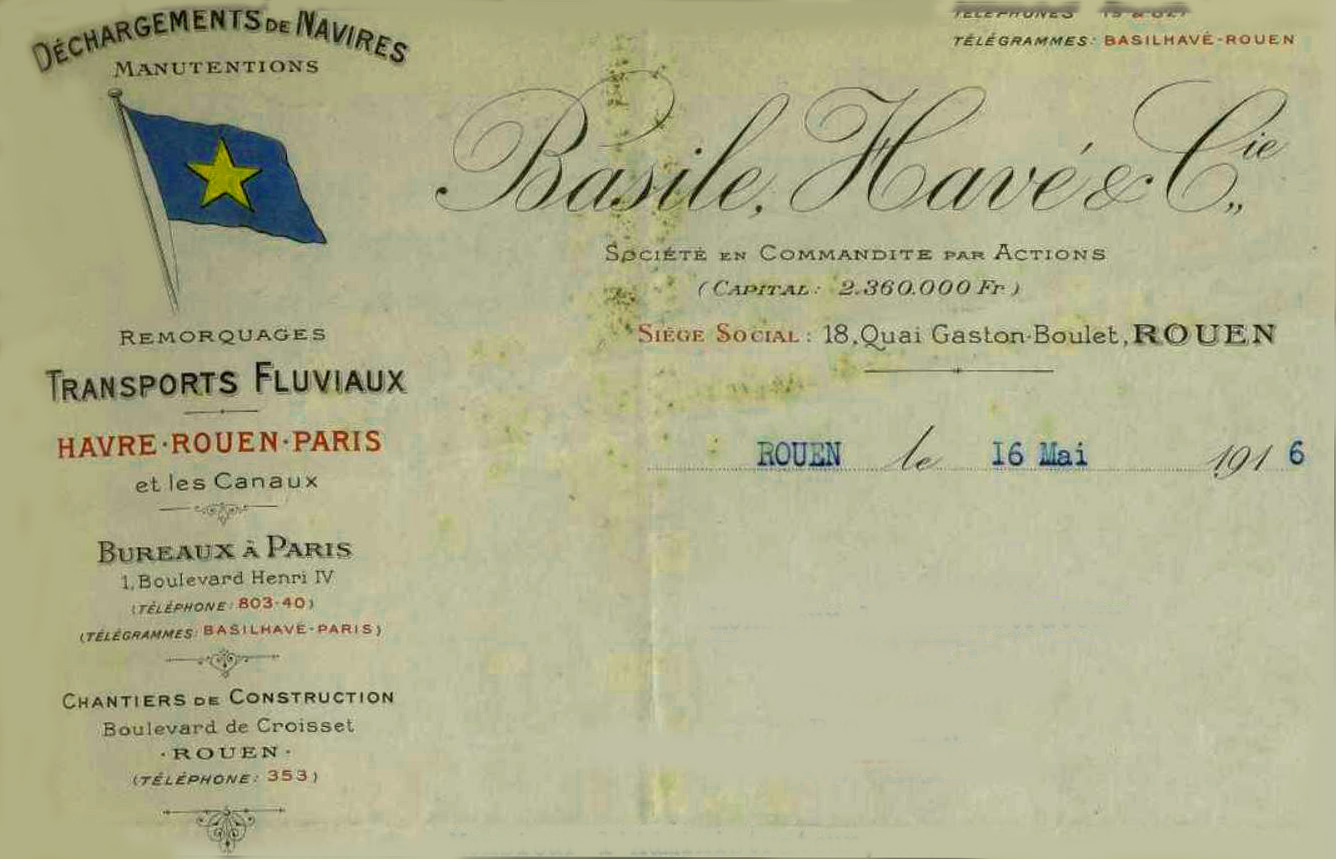 DÉCHARGEMENTS DE NAVIRES
MANUTENTIONS
REMORQUAGES
TRANSPORTS FLUVIAUX
HAVRE·ROUEN·PARIS
et les Canaux
BUREAUX À PARIS
1, Boulevard Henri IV
(TÉLÉPHONE: 803-40)
(TÉLÉGRAMMES: BASILHAVÉ-PARIS)
CHANTIERS DE CONSTRUCTION
Boulevard de Croisset
·ROUEN·
(TÉLÉPHONE: 353)
TÉLÉPHONES
TÉLÉGRAMMES: BASILHAVÉ-ROUEN
Basile, Havé & Cie,,
SOCIÉTÉ EN COMMANDITE PAR ACTIONS
(CAPITAL: 2.360.000 Fr)
SIÈGE SOCIAL: 18, Quai Gaston-Boulet, ROUEN
ROUEN le 16 Mai 1916